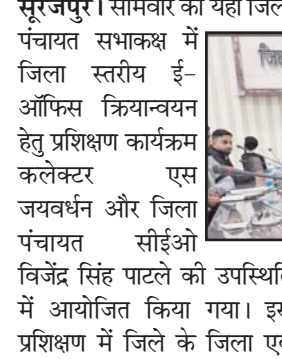 सूरजपुर। सोमवार को यहां जिला
पंचायत सभाकक्ष में
जिला स्तरीय ई-
ऑफिस क्रियान्वयन
हेतु प्रशिक्षण कार्यक्रम
कलेक्टर एस
जयवर्धन और जिला
पंचायत सीईओ
विजेंद्र सिंह पाटले की उपस्थिति
में आयोजित किया गया। इस
प्रशिक्षण में जिले के जिला एवं